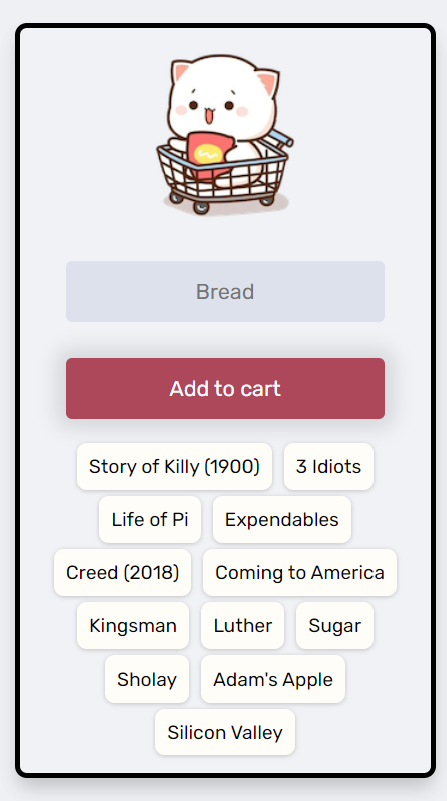 Bread
Add to cart
Story of Killy (1900) 3 Idiots
Life of Pi Expendables
Creed (2018) Coming to America
Kingsman Luther Sugar
Sholay Adam's Apple
Silicon Valley